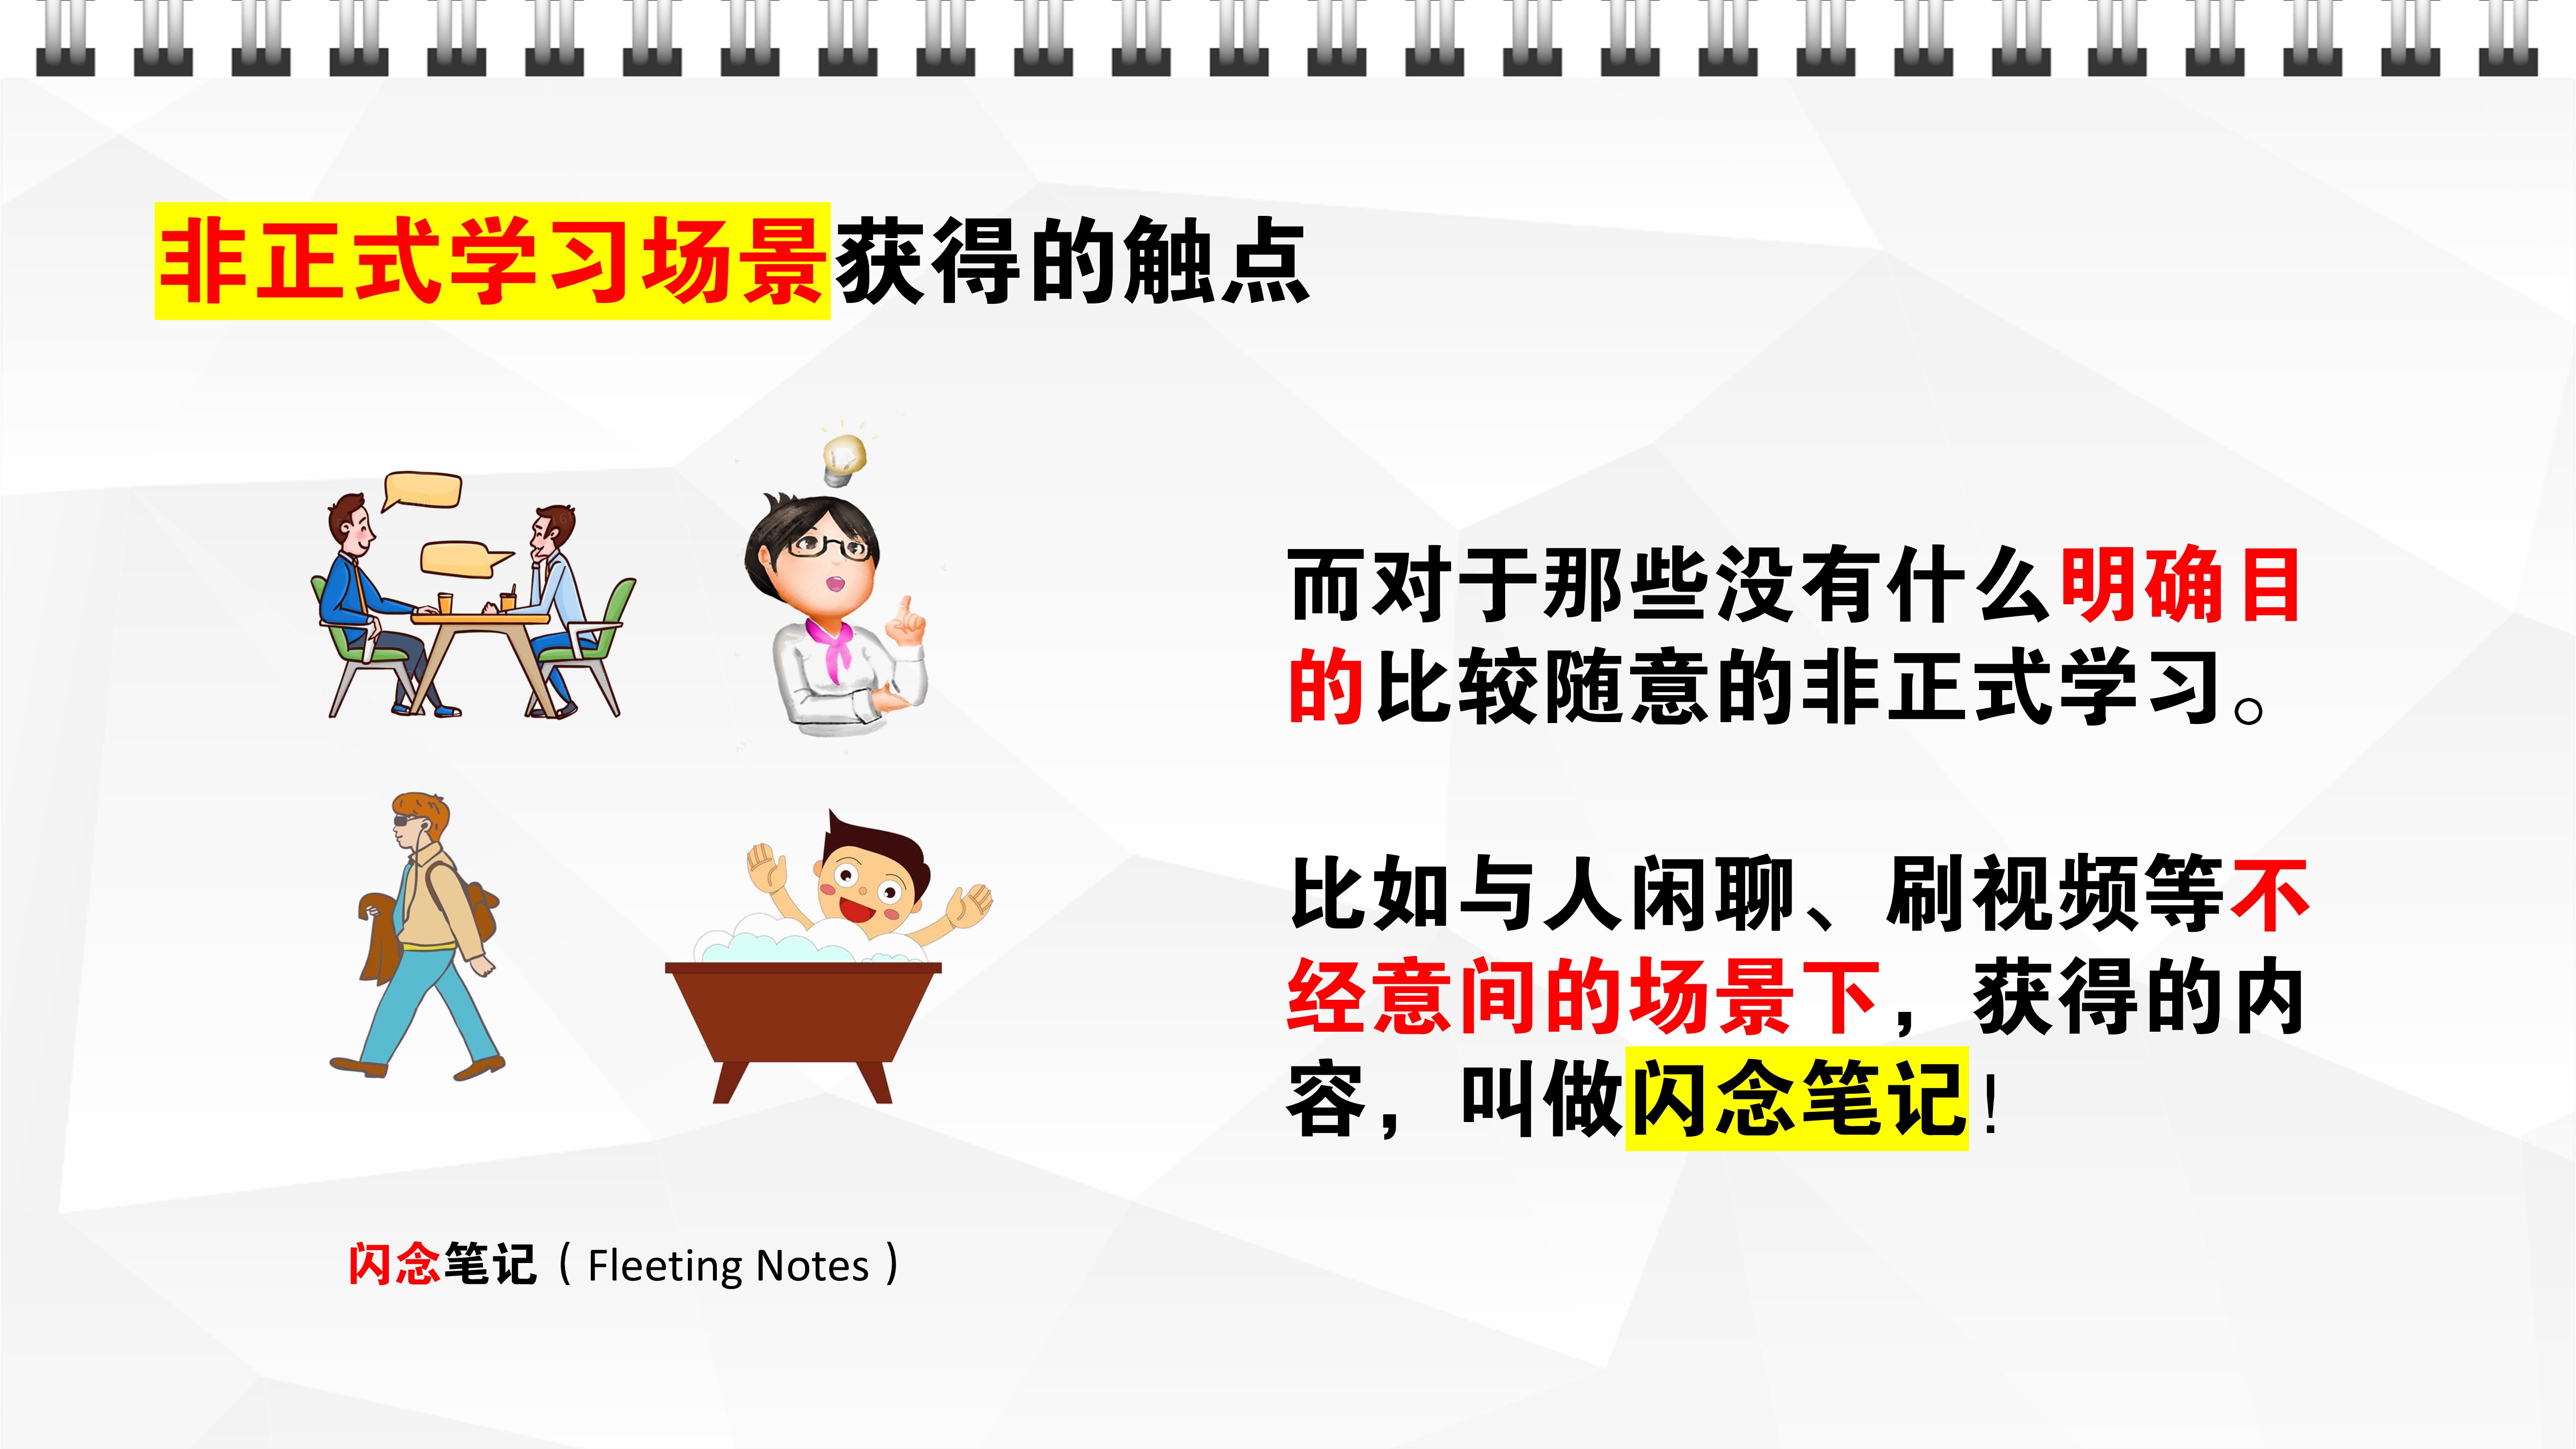 非正式学习场景获得的触点
而对于那些没有什么明确目
的比较随意的非正式学习。
比如与人闲聊、刷视频等不
经意间的场景下，获得的内
容，叫做闪念笔记！
闪念笔记（Fleeting Notes）